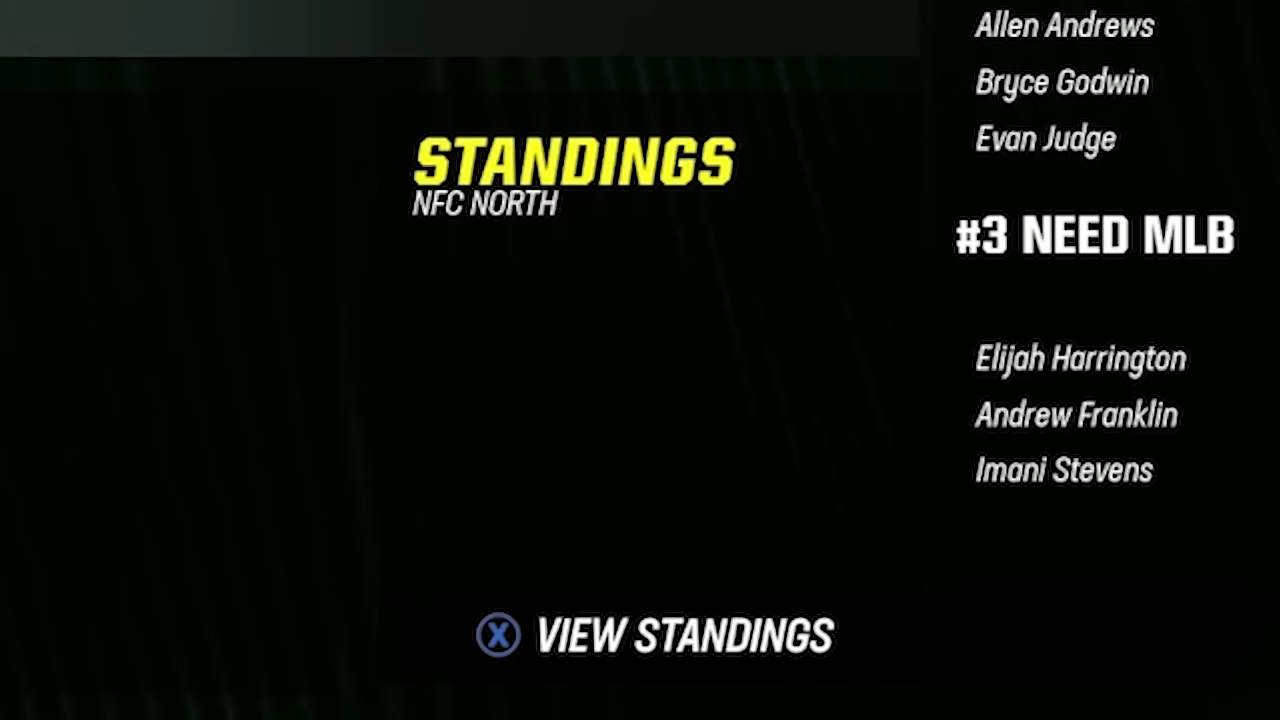 STANDINGS
NFC NORTH
X VIEW STANDINGS
Allen Andrews
Bryce Godwin
Evan Judge
#3 NEED MLB
Elijah Harrington
Andrew Franklin
Imani Stevens